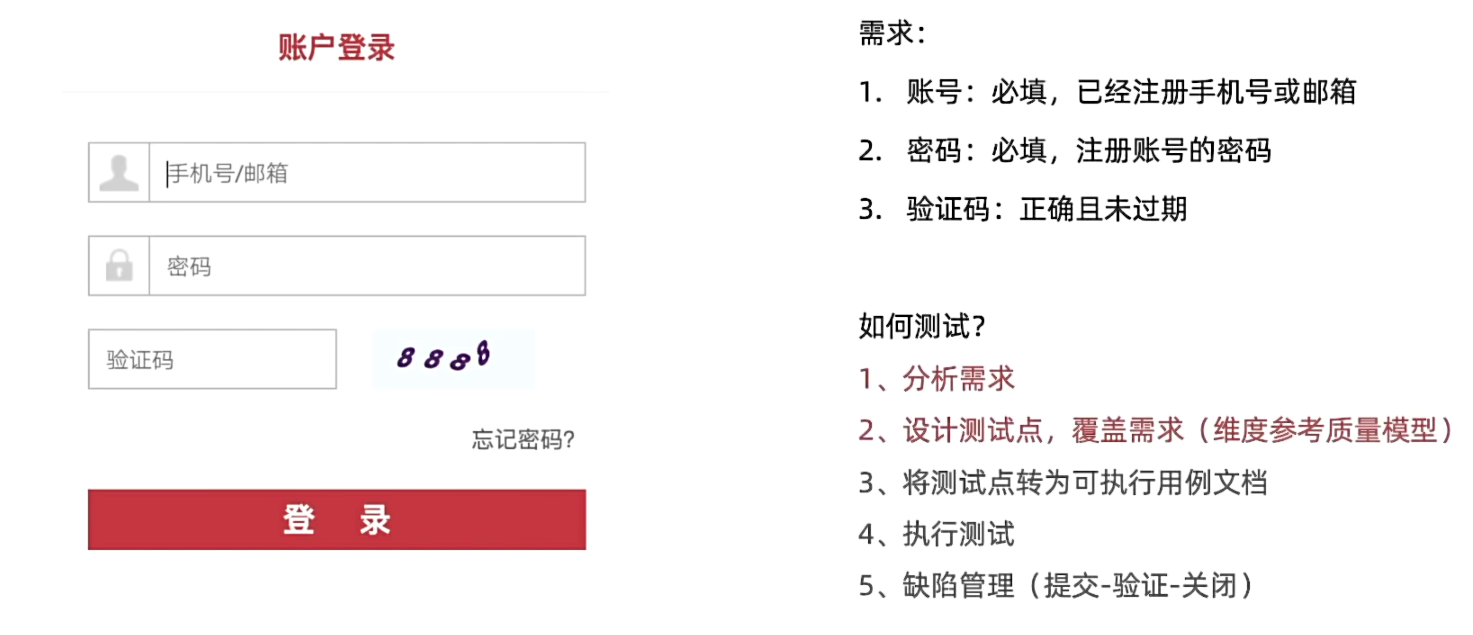 账户登录
手机号/邮箱
密码
验证码
8888
忘记密码?
登 录
需求：
1. 账号：必填，已经注册手机号或邮箱
2. 密码：必填，注册账号的密码
3. 验证码：正确且未过期
如何测试？
1、分析需求
2、设计测试点，覆盖需求（维度参考质量模型）
3、将测试点转为可执行用例文档
4、执行测试
5、缺陷管理（提交-验证-关闭）